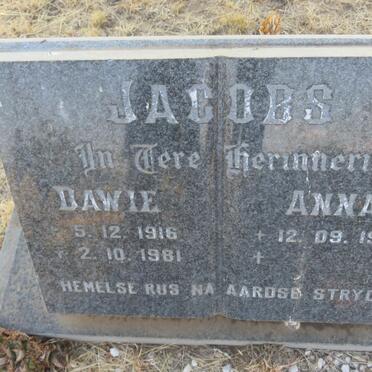 JACOBS
In Tere Herinneri
DAWIE ANNA
5.12.1916 + 12.09.19
2.10.1981 +
HEMELSE RUS NA AARDSE STRYD